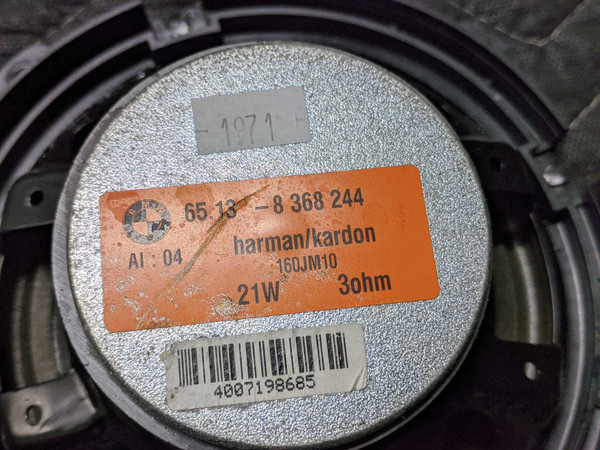 1971
65.13 - 8 368 244
AI : 04
harman/kardon
160JM10
21W 3ohm
4007198685